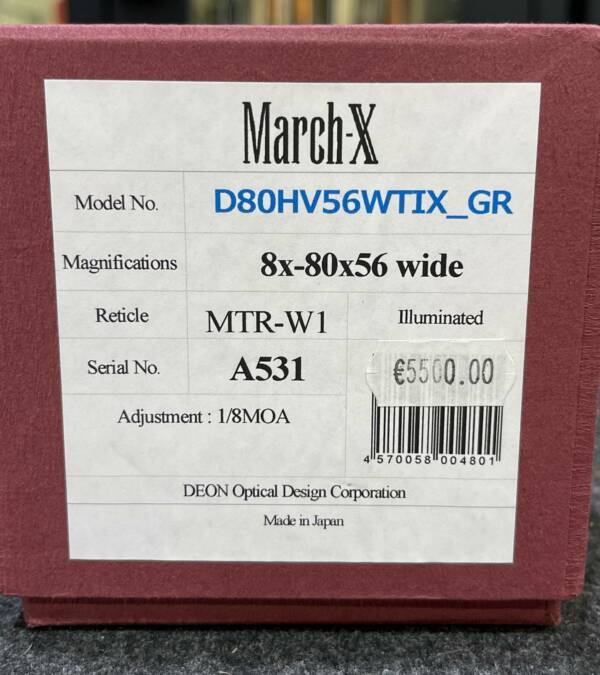 March-X
Model No. D80HV56WTIX_GR
Magnifications 8x-80x56 wide
Reticle MTR-W1 Illuminated
Serial No. A531 €5500.00
Adjustment : 1/8MOA
4 570058 004801
DEON Optical Design Corporation
Made in Japan